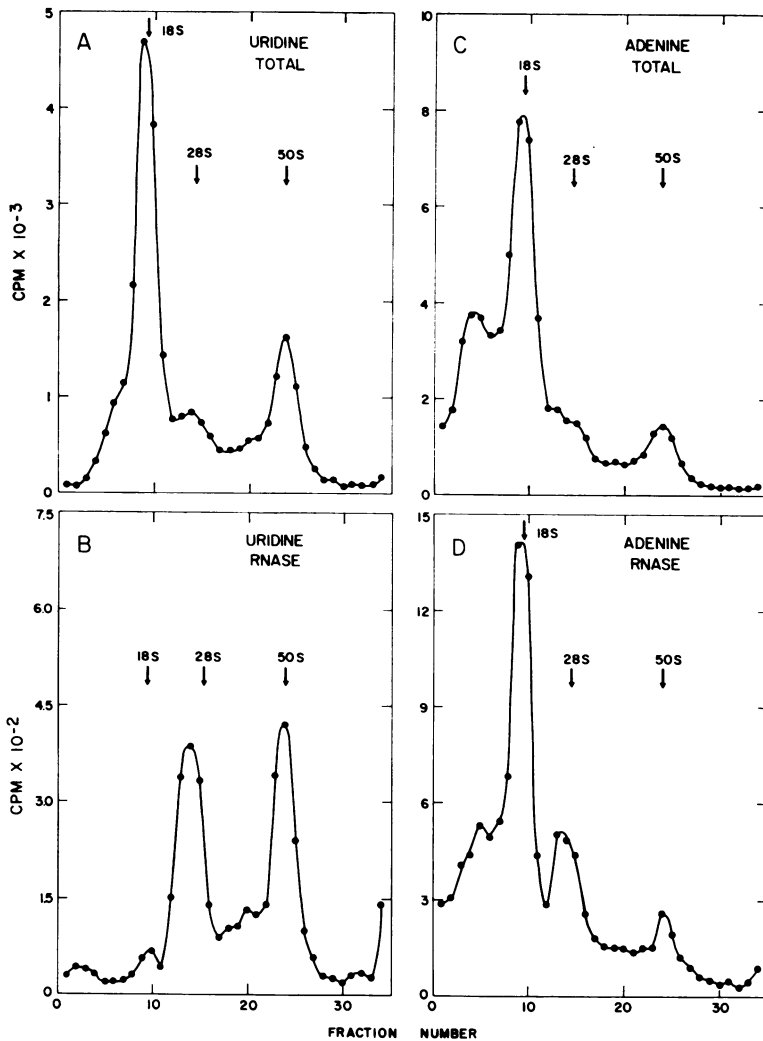 A
URIDINE
TOTAL
18S
28S
50S
5
4
3
2
1
0
CPM X 10-3
C
ADENINE
TOTAL
18S
28S
50S
10
8
6
4
2
0
B
URIDINE
RNASE
18S
28S
50S
7.5
6.0
4.5
3.0
1.5
0
CPM X 10-2
0 10 20 30
D
ADENINE
RNASE
18S
28S
50S
15
12
9
6
3
0
0 10 20 30
FRACTION NUMBER